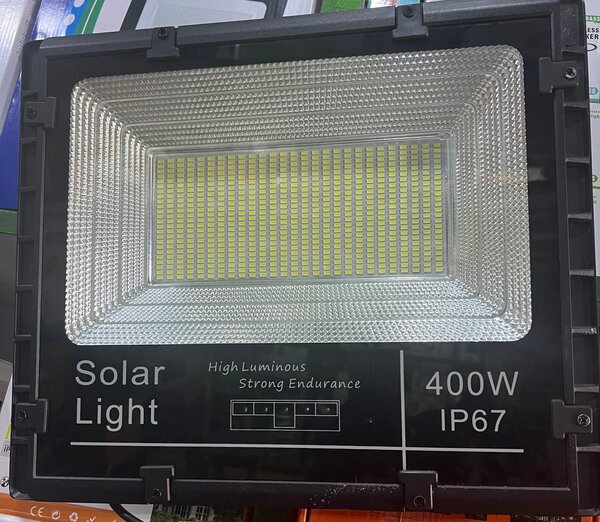 Solar
Light
High Luminous
Strong Endurance
400W
IP67